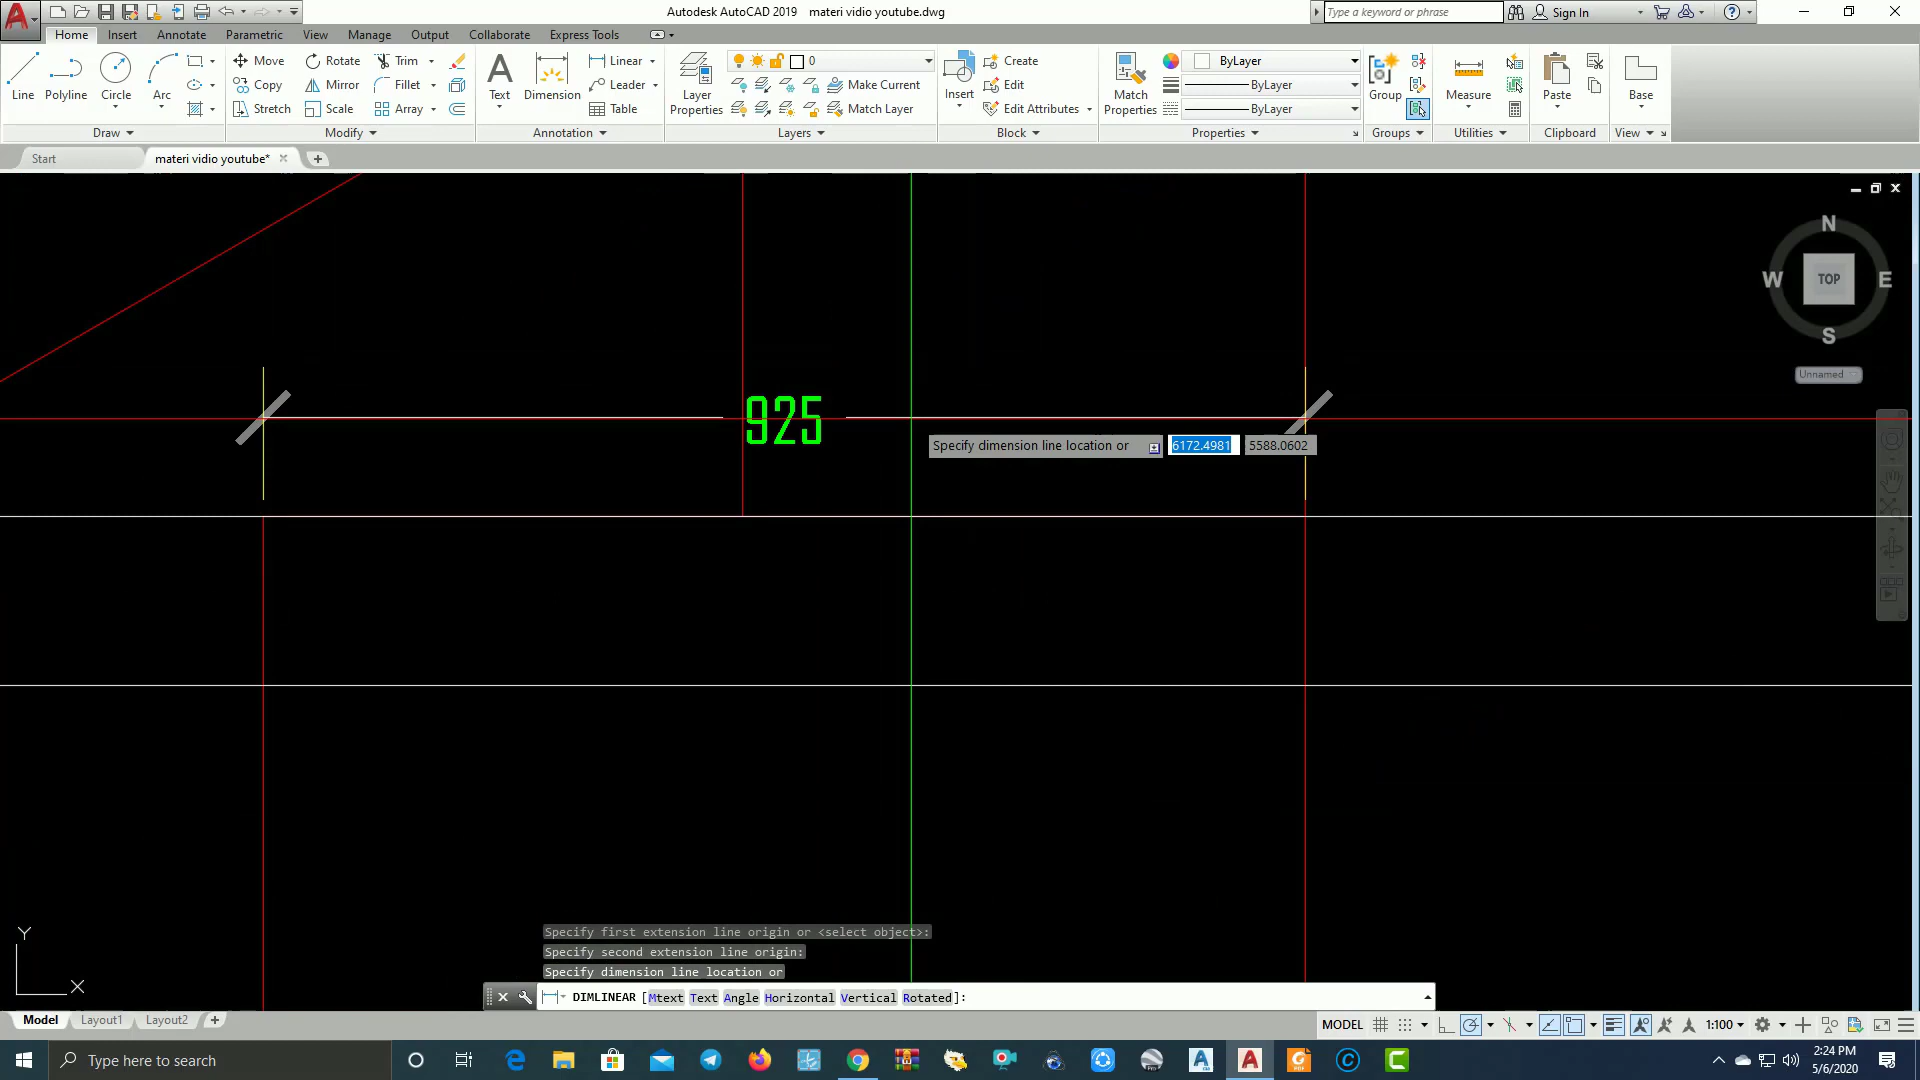 Autodesk AutoCAD 2019 materi vidio youtube.dwg
Type a keyword or phrase
Sign In
Home Insert Annotate Parametric View Manage Output Collaborate Express Tools
Line
Polyline
Circle
Arc
Draw
Move
Copy
Stretch
Rotate
Mirror
Scale
Trim
Fillet
Array
Modify
Text
Dimension
Linear
Leader
Table
Annotation
Layer
Properties
0
Make Current
Match Layer
Layers
Insert
Create
Edit
Edit Attributes
Block
Match
Properties
ByLayer
ByLayer
ByLayer
Properties
Group
Groups
Measure
Utilities
Paste
Clipboard
Base
View
Start
materi vidio youtube*
N
W
TOP
E
S
Unnamed
925
Specify dimension line location or 6172.4981 5588.0602
Y
X
Specify first extension line origin or <select object>:
Specify second extension line origin:
Specify dimension line location or
DIMLINEAR [Mtext Text Angle Horizontal Vertical Rotated]:
Model Layout1 Layout2
MODEL
1:100
Type here to search
2:24 PM
5/6/2020